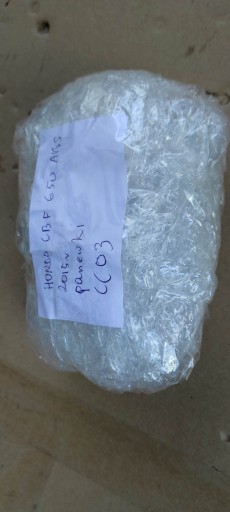 HONDA CBF 650 ABS
2015r.
panewki
CC03